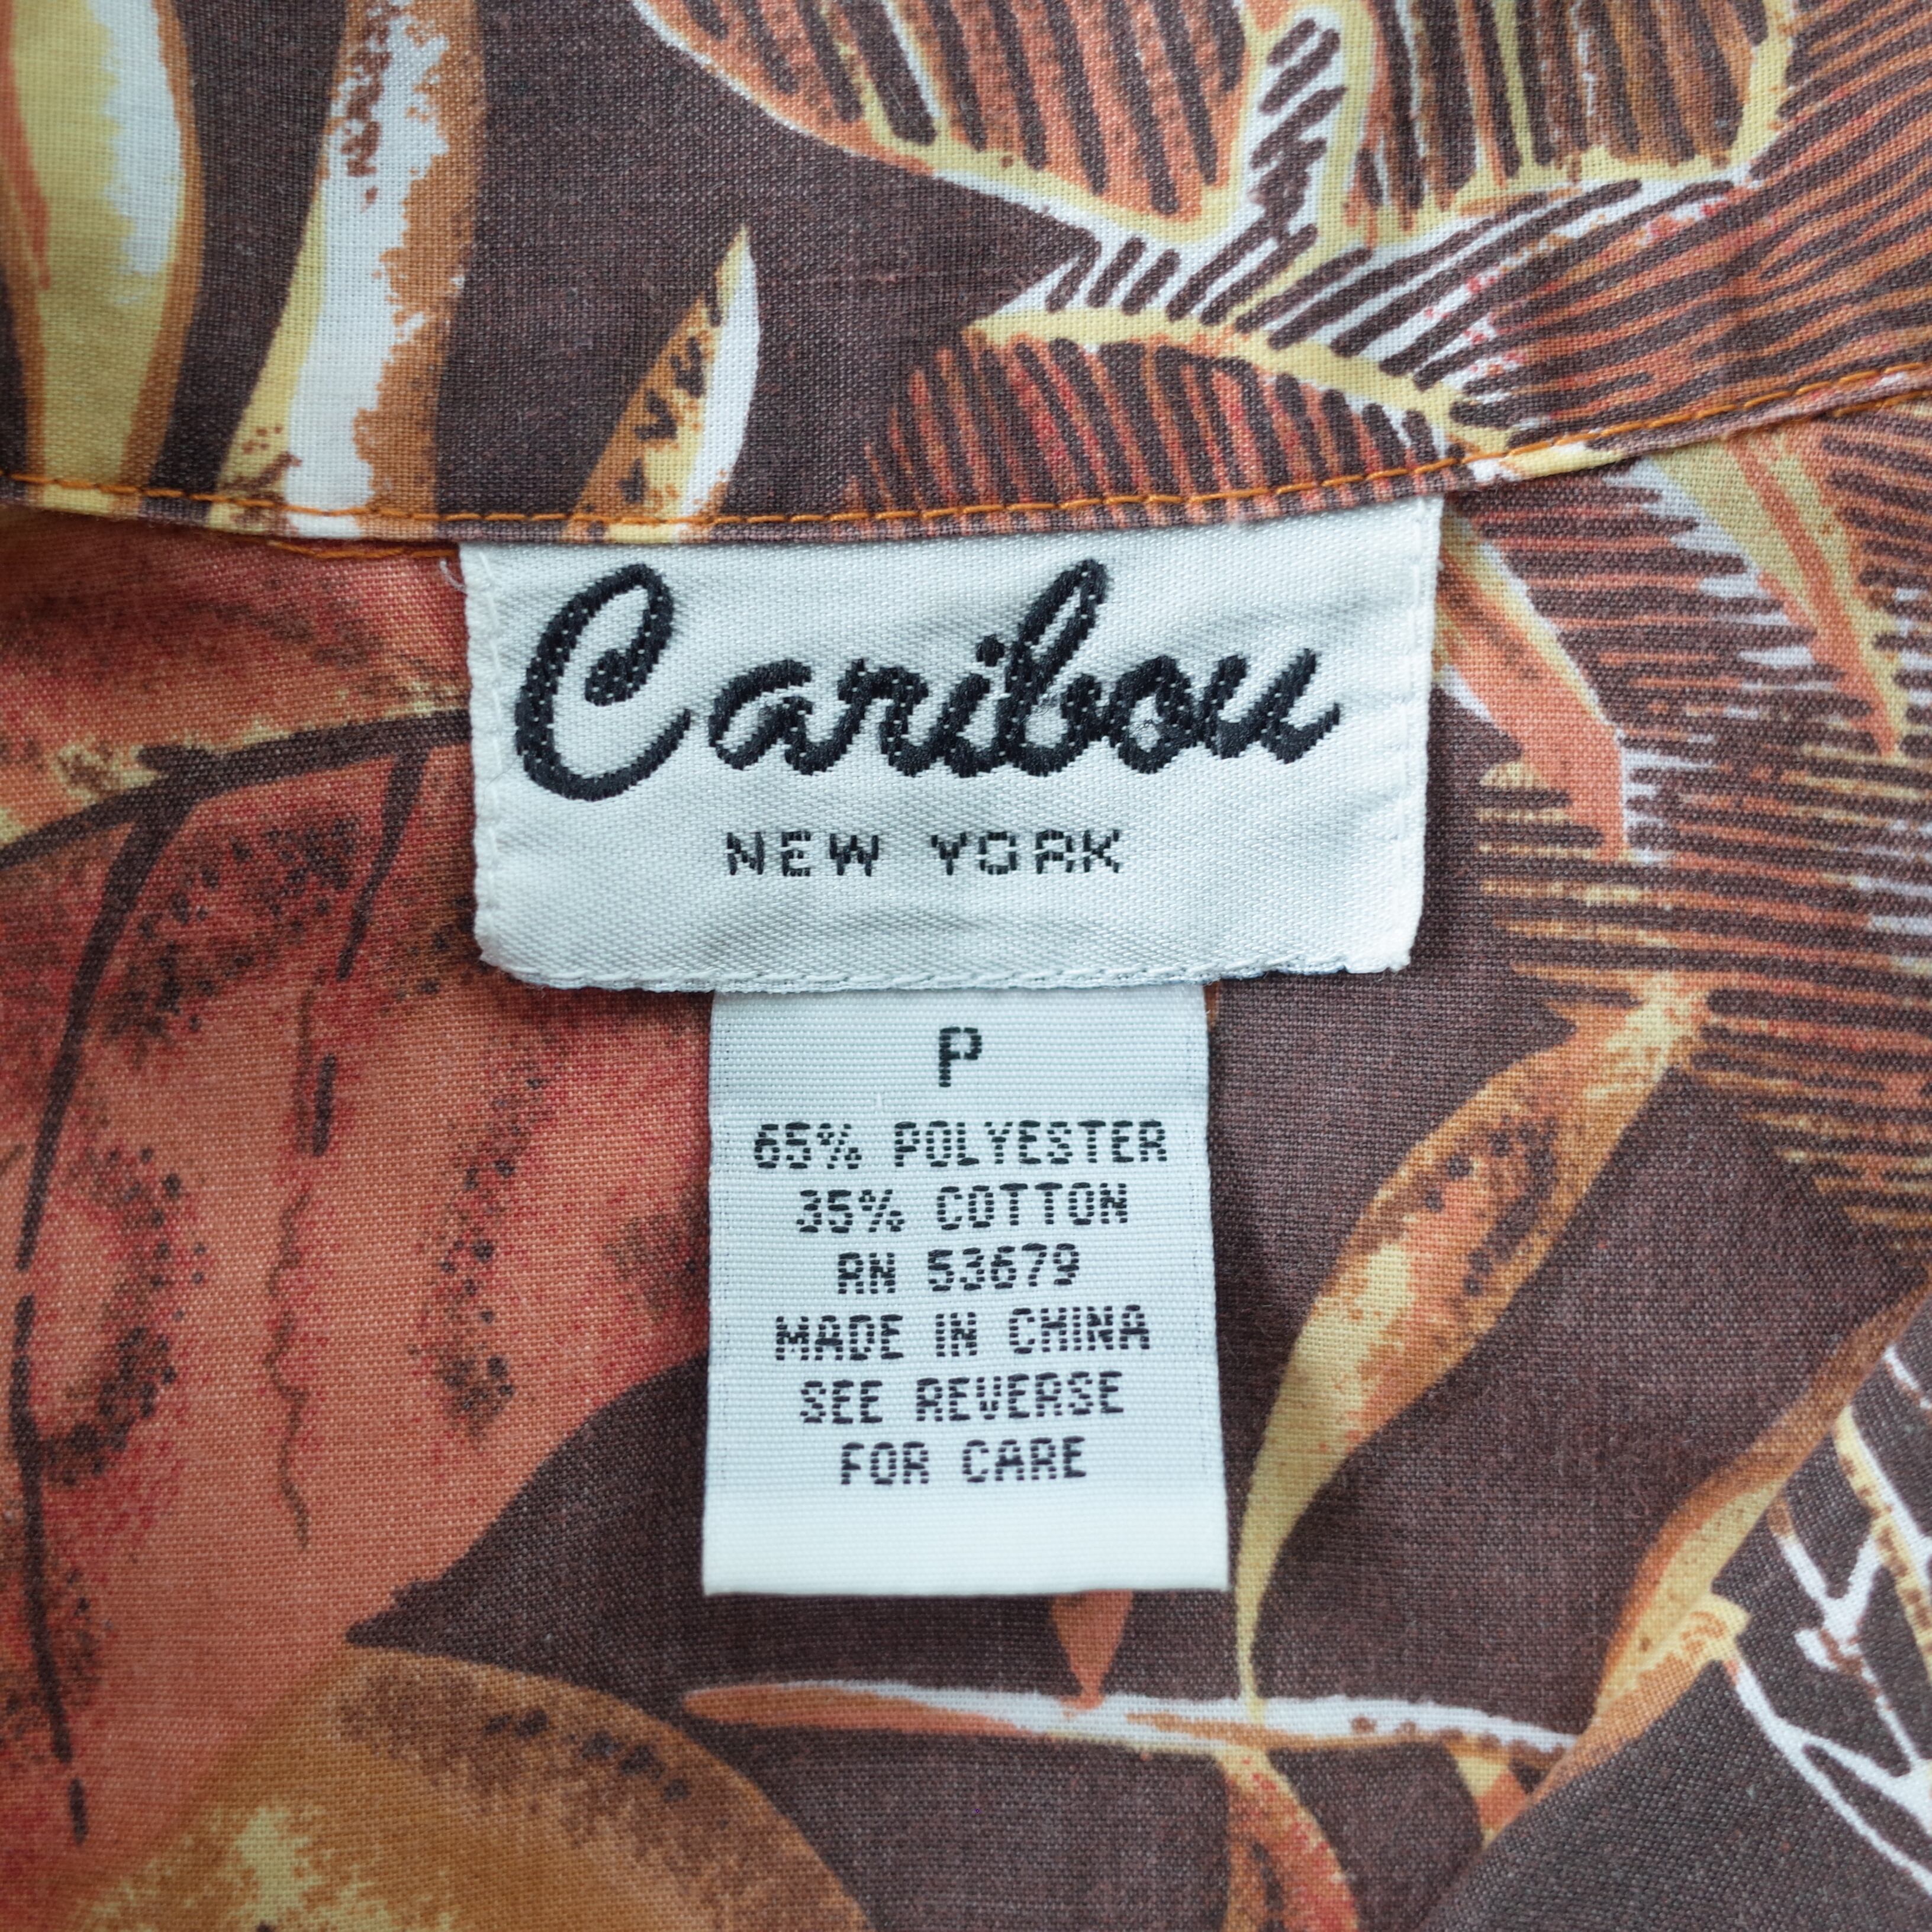 Caribou
NEW YORK
P
65% POLYESTER
35% COTTON
RN 53679
MADE IN CHINA
SEE REVERSE
FOR CARE